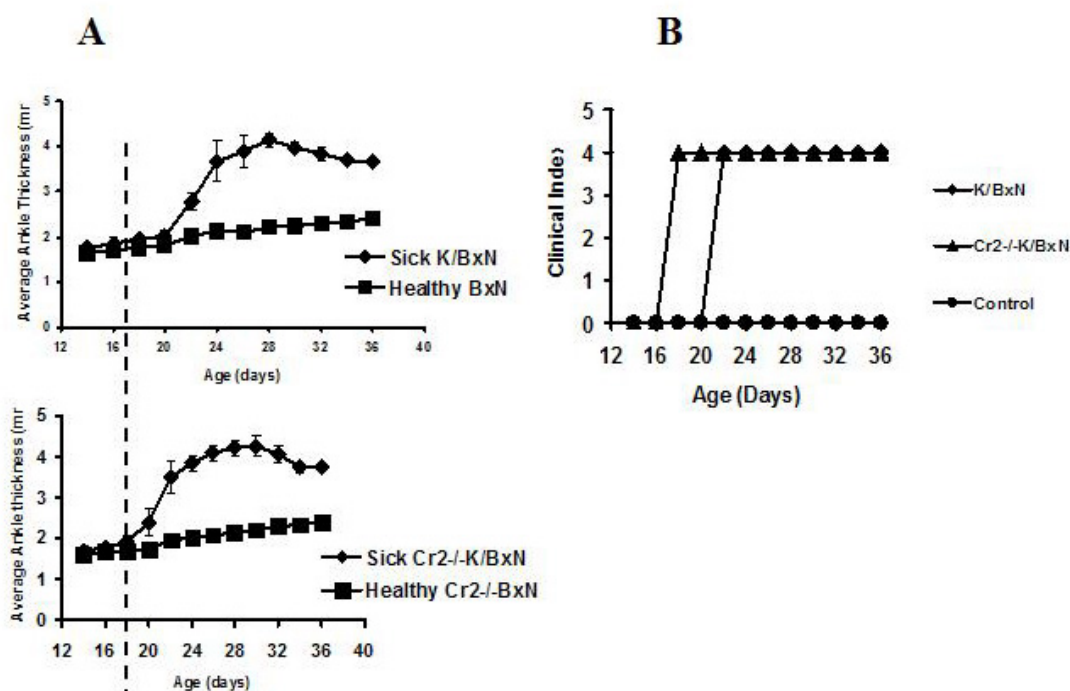 A
B
Average Ankle Thickness (mr
5
4
3
2
1
0
12 16 20 24 28 32 36 40
Age (days)
Sick K/BxN
Healthy BxN
Average Ankle thickness (mr
5
4
3
2
1
0
12 16 20 24 28 32 36 40
Age (days)
Sick Cr2-/-K/BxN
Healthy Cr2-/-BxN
Clinical Index
5
4
3
2
1
0
12 16 20 24 28 32 36
Age (Days)
K/BxN
Cr2-/-K/BxN
Control